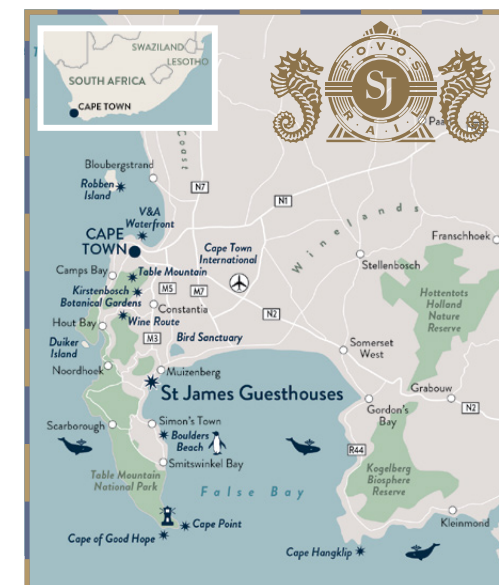 SWAZILAND
LESOTHO
SOUTH AFRICA
CAPE TOWN
ROVOS
SJ
RAIL
Coast
Bloubergstrand
Robben
Island
N7
N1
V&A
Waterfront
CAPE
TOWN
Cape Town
International
Winelands
Franschhoek
Stellenbosch
Camps Bay
Table Mountain
Kirstenbosch
Botanical Gardens
M5
M7
Constantia
Hottentots
Holland
Nature
Reserve
Hout Bay
Wine Route
N2
M3
Bird Sanctuary
Duiker
Island
Somerset
West
Noordhoek
Muizenberg
St James Guesthouses
Grabouw
N2
Gordon's
Bay
Scarborough
Simon's Town
Boulders
Beach
R44
Smitswinkel Bay
Table Mountain
National Park
Kogelberg
Biosphere
Reserve
False Bay
Cape Point
Kleinmond
Cape of Good Hope
Cape Hangklip